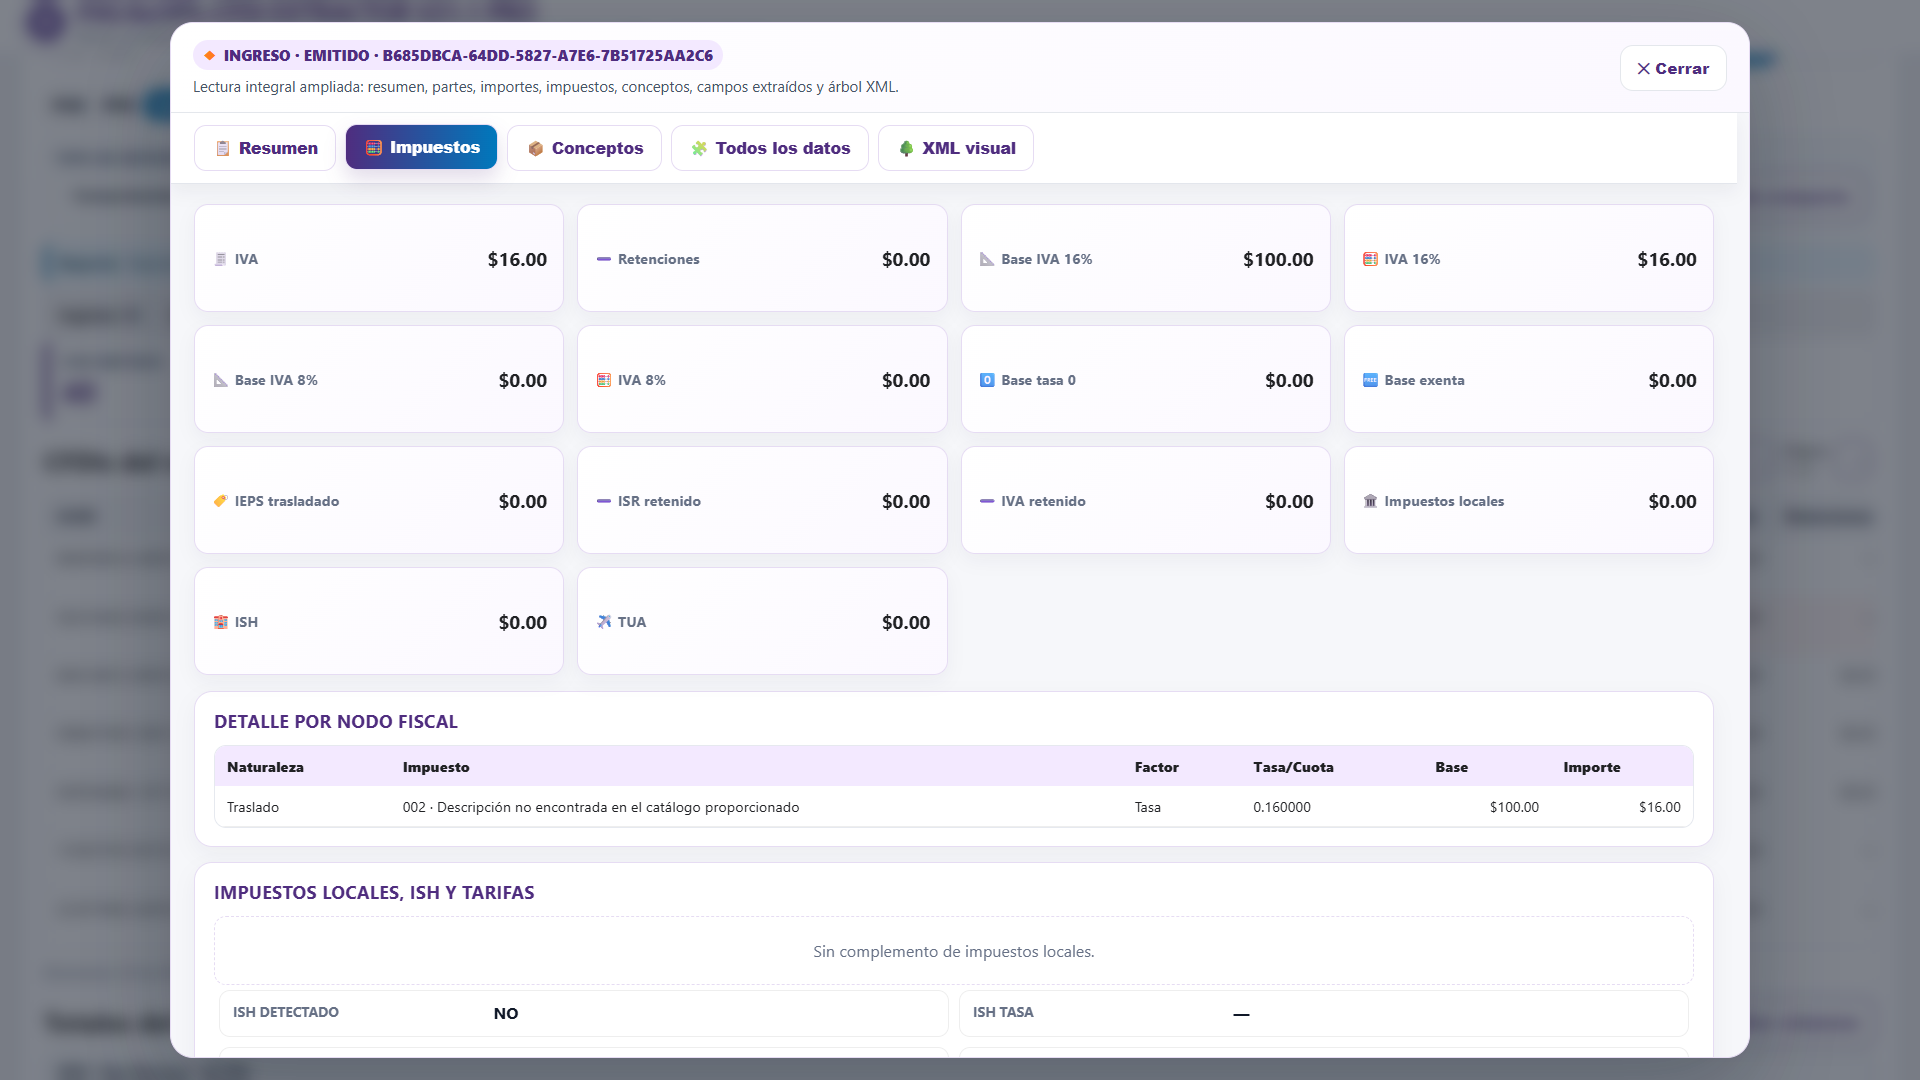 INGRESO · EMITIDO · B685DBCA-64DD-5827-A7E6-7B51725AA2C6
Lectura integral ampliada: resumen, partes, importes, impuestos, conceptos, campos extraídos y árbol XML.
Cerrar
Resumen
Impuestos
Conceptos
Todos los datos
XML visual
IVA $16.00
Retenciones $0.00
Base IVA 16% $100.00
IVA 16% $16.00
Base IVA 8% $0.00
IVA 8% $0.00
Base tasa 0 $0.00
Base exenta $0.00
IEPS trasladado $0.00
ISR retenido $0.00
IVA retenido $0.00
Impuestos locales $0.00
ISH $0.00
TUA $0.00
DETALLE POR NODO FISCAL
Naturaleza Impuesto Factor Tasa/Cuota Base Importe
Traslado 002 · Descripción no encontrada en el catálogo proporcionado Tasa 0.160000 $100.00 $16.00
IMPUESTOS LOCALES, ISH Y TARIFAS
Sin complemento de impuestos locales.
ISH DETECTADO NO
ISH TASA —